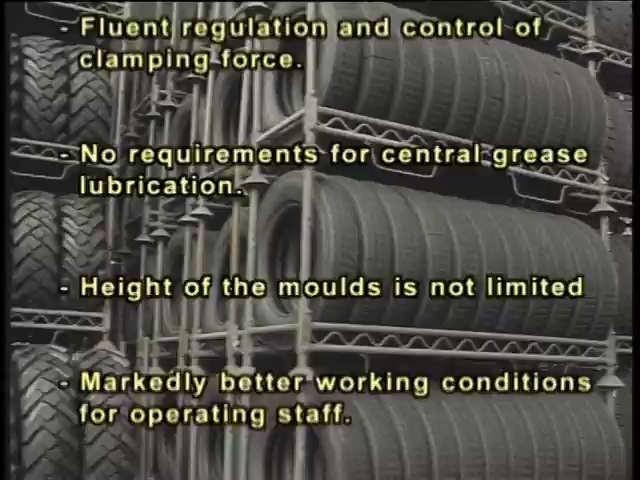 - Fluent regulation and control of
clamping force.
- No requirements for central grease
lubrication.
- Height of the moulds is not limited
- Markedly better working conditions
for operating staff.